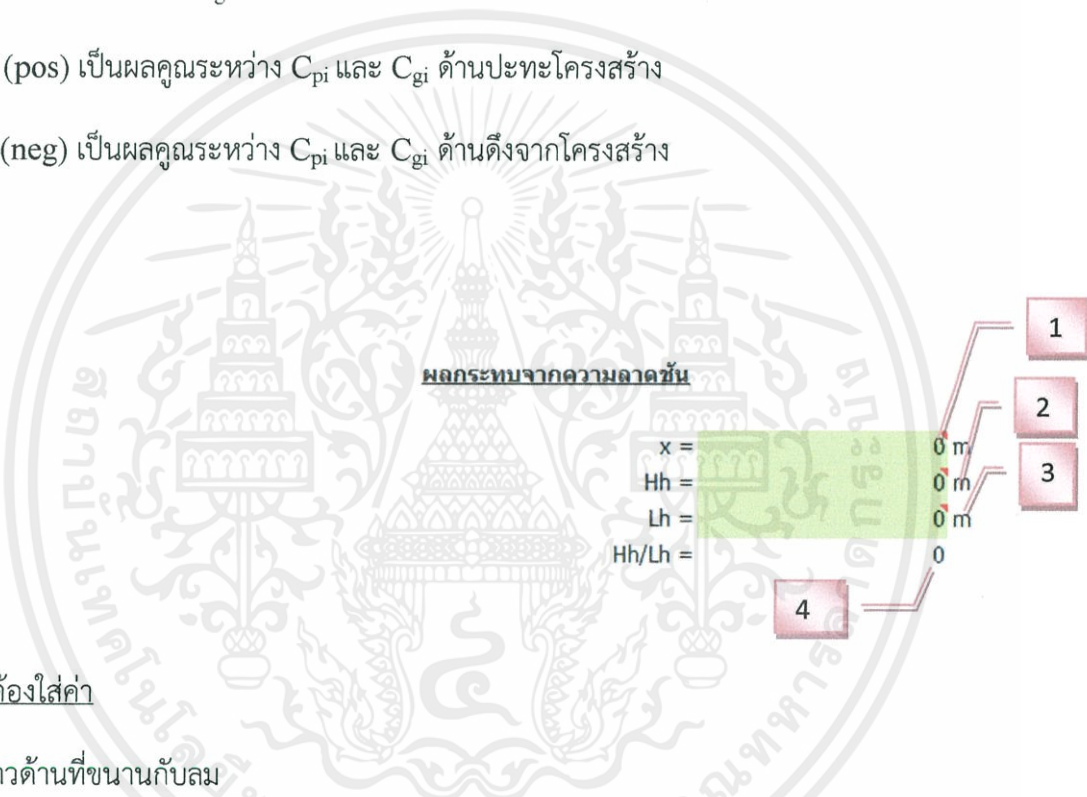 (pos) เป็นผลคูณระหว่าง Cpi และ Cgi ด้านปะทะโครงสร้าง
(neg) เป็นผลคูณระหว่าง Cpi และ Cgi ด้านดึงจากโครงสร้าง
ผลกระทบจากความลาดชัน
1
x = 0 m
2
Hh = 0 m
3
Lh = 0 m
Hh/Lh = 0
4
ต้องใส่ค่า
าวด้านที่ขนานกับลม